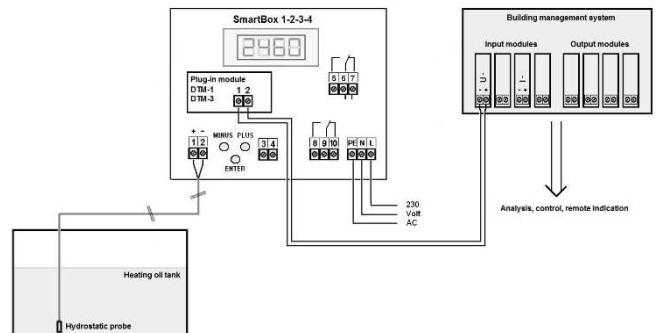 SmartBox 1-2-3-4
2460
Plug-in module
DTM-1 1 2
DTM-3
5 6 7
+ -
1 2
MINUS PLUS
ENTER
3 4
8 9 10
PE N L
230
Volt
AC
Heating oil tank
Hydrostatic probe
Building management system
Input modules Output modules
U
I
- +
- +
Analysis, control, remote indication